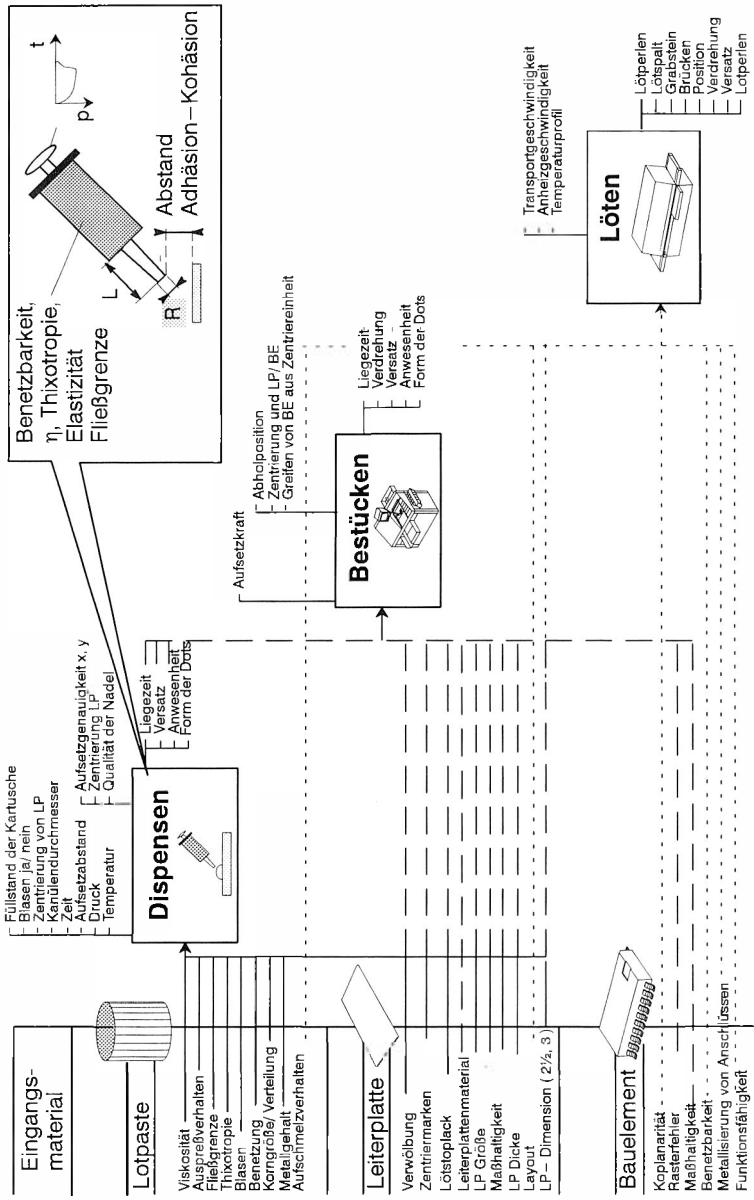 Eingangs-
material
Lotpaste
Viskosität
Auspreßverhalten
Fließgrenze
Thixotropie
Blasen
Benetzung
Korngröße/ Verteilung
Metallgehalt
Aufschmelzverhalten
Leiterplatte
Verwölbung
Zentriermarken
Lötstoplack
Leiterplattenmaterial
LP Größe
Maßhaltigkeit
LP Dicke
Layout
LP – Dimension ( 2½, 3 )
Bauelement
Koplanarität
Rasterfehler
Maßhaltigkeit
Benetzbarkeit
Metallisierung von Anschlüssen
Funktionsfähigkeit
Füllstand der Kartusche
Blasen ja/ nein
Zentrierung von LP
Kanülendurchmesser
Zeit
Aufsetzabstand
Druck
Temperatur
Aufsetzgenauigkeit x, y
Zentrierung LP
Qualität der Nadel
Dispensen
Liegezeit
Versatz
Anwesenheit
Form der Dots
Benetzbarkeit,
η, Thixotropie,
Elastizität
Fließgrenze
p
t
L
R
Abstand
Adhäsion – Kohäsion
Aufsetzkraft
Abholposition
Zentrierung und LP/ BE
Greifen von BE aus Zentriereinheit
Bestücken
Liegezeit
Verdrehung
Versatz
Anwesenheit
Form der Dots
Transportgeschwindigkeit
Anheizgeschwindigkeit
Temperaturprofil
Löten
Lötperlen
Lötspalt
Grabstein
Brücken
Position
Verdrehung
Versatz
Lotperlen